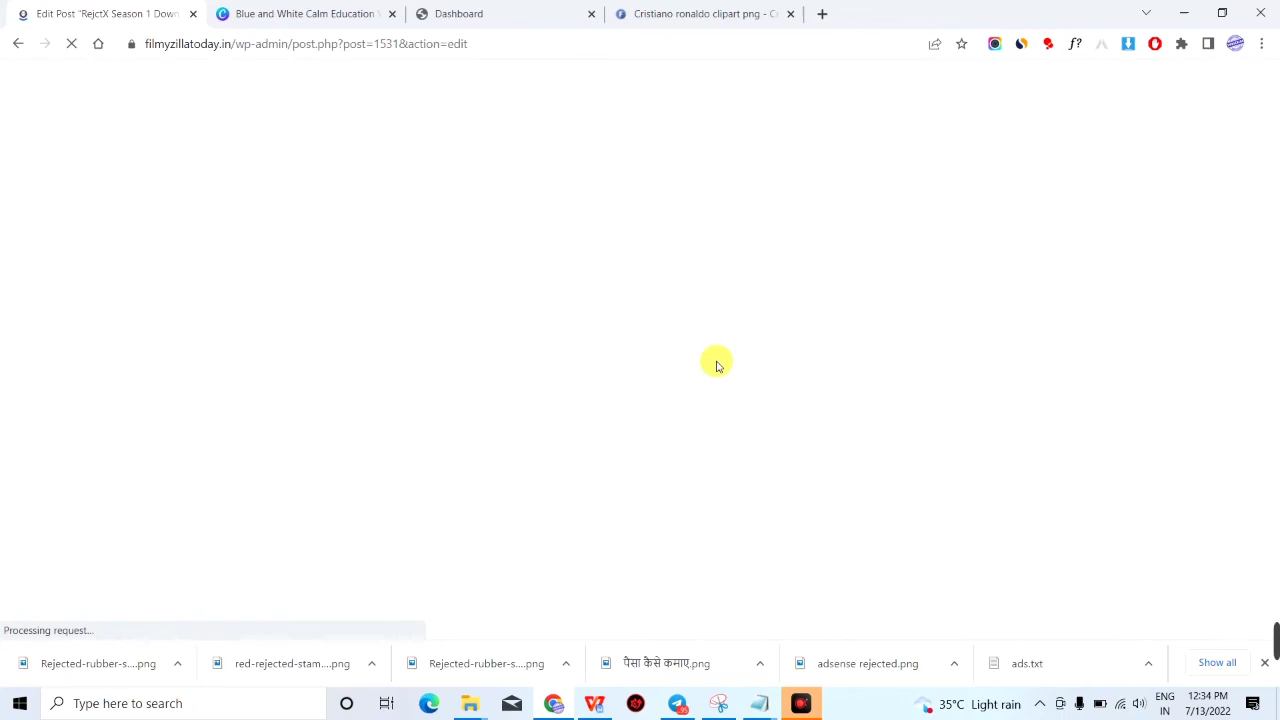 Edit Post "RejctX Season 1 Down
Blue and White Calm Education V
Dashboard
Cristiano ronaldo clipart png - C
filmyzillatoday.in/wp-admin/post.php?post=1531&action=edit
f?
Processing request...
Rejected-rubber-s....png
red-rejected-stam....png
Rejected-rubber-s....png
पैसा कैसे कमाए.png
adsense rejected.png
ads.txt
Show all
Type here to search
35°C Light rain
ENG
IN
12:34 PM
7/13/2022